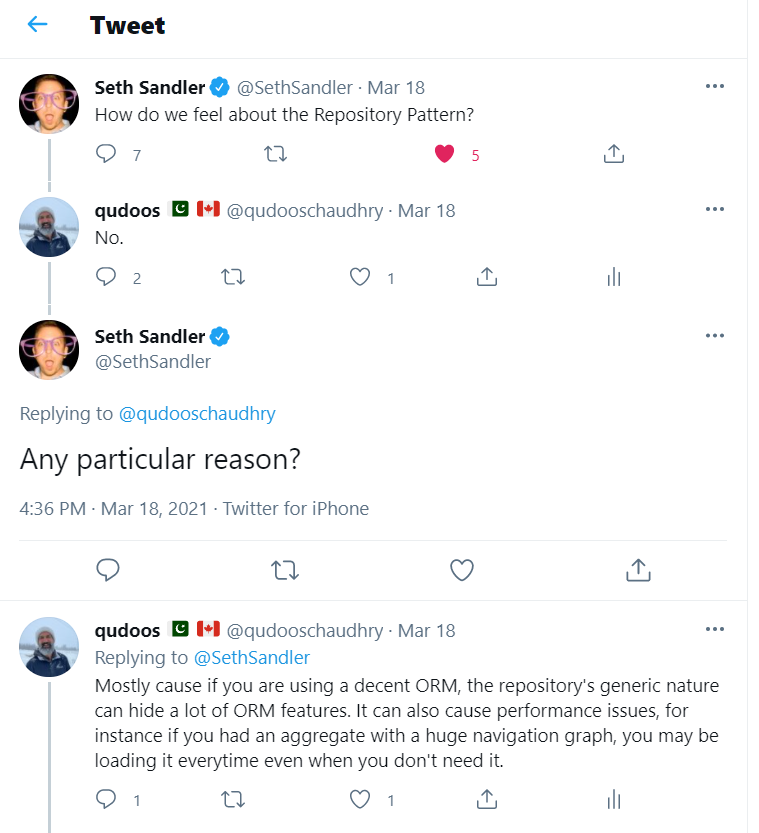 Tweet
Seth Sandler @SethSandler · Mar 18
How do we feel about the Repository Pattern?
7 5
qudoos @qudooschaudhry · Mar 18
No.
2 1
Seth Sandler
@SethSandler
Replying to @qudooschaudhry
Any particular reason?
4:36 PM · Mar 18, 2021 · Twitter for iPhone
qudoos @qudooschaudhry · Mar 18
Replying to @SethSandler
Mostly cause if you are using a decent ORM, the repository's generic nature
can hide a lot of ORM features. It can also cause performance issues, for
instance if you had an aggregate with a huge navigation graph, you may be
loading it everytime even when you don't need it.
1 1